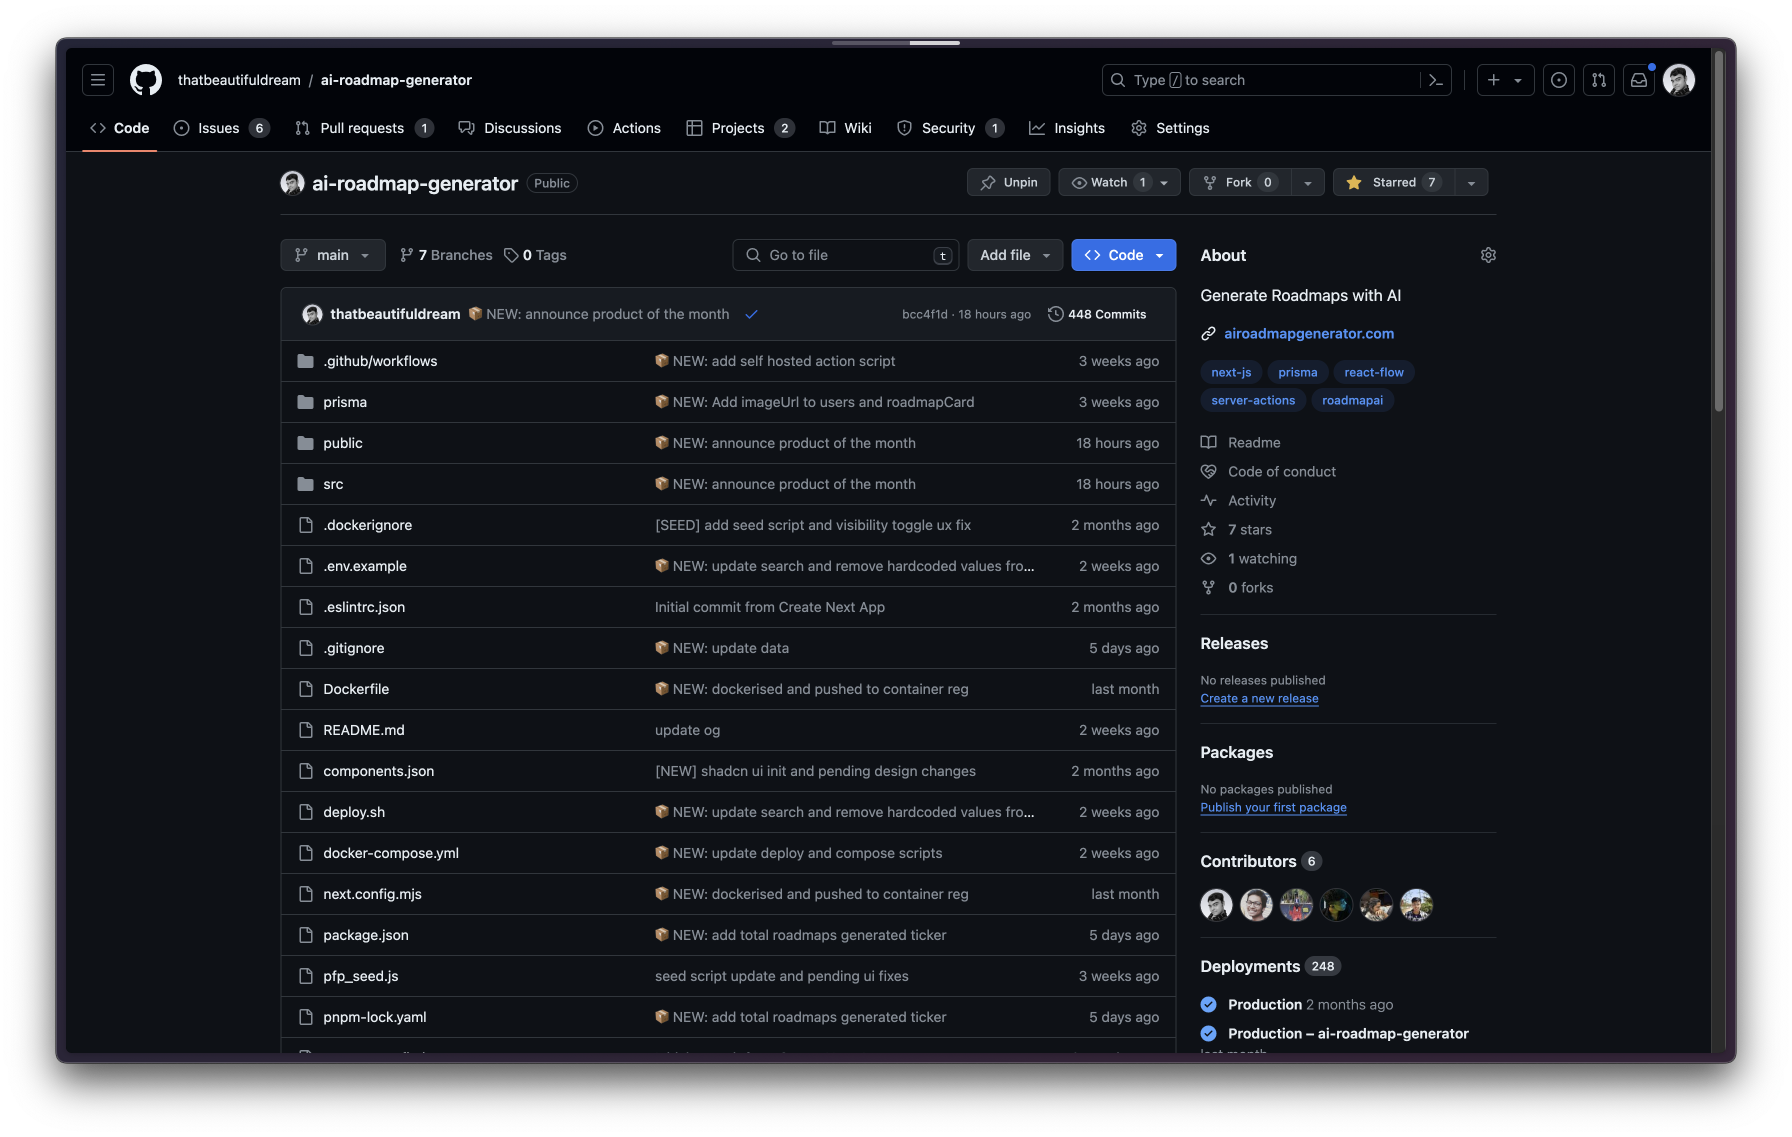 thatbeautifuldream / ai-roadmap-generator
Type / to search
Code
Issues 6
Pull requests 1
Discussions
Actions
Projects 2
Wiki
Security 1
Insights
Settings
ai-roadmap-generator Public
Unpin
Watch 1
Fork 0
Starred 7
main
7 Branches
0 Tags
Go to file t
Add file
Code
thatbeautifuldream 📦 NEW: announce product of the month
bcc4f1d · 18 hours ago
448 Commits
.github/workflows 📦 NEW: add self hosted action script 3 weeks ago
prisma 📦 NEW: Add imageUrl to users and roadmapCard 3 weeks ago
public 📦 NEW: announce product of the month 18 hours ago
src 📦 NEW: announce product of the month 18 hours ago
.dockerignore [SEED] add seed script and visibility toggle ux fix 2 months ago
.env.example 📦 NEW: update search and remove hardcoded values fro... 2 weeks ago
.eslintrc.json Initial commit from Create Next App 2 months ago
.gitignore 📦 NEW: update data 5 days ago
Dockerfile 📦 NEW: dockerised and pushed to container reg last month
README.md update og 2 weeks ago
components.json [NEW] shadcn ui init and pending design changes 2 months ago
deploy.sh 📦 NEW: update search and remove hardcoded values fro... 2 weeks ago
docker-compose.yml 📦 NEW: update deploy and compose scripts 2 weeks ago
next.config.mjs 📦 NEW: dockerised and pushed to container reg last month
package.json 📦 NEW: add total roadmaps generated ticker 5 days ago
pfp_seed.js seed script update and pending ui fixes 3 weeks ago
pnpm-lock.yaml 📦 NEW: add total roadmaps generated ticker 5 days ago
About
Generate Roadmaps with AI
airoadmapgenerator.com
next-js prisma react-flow
server-actions roadmapai
Readme
Code of conduct
Activity
7 stars
1 watching
0 forks
Releases
No releases published
Create a new release
Packages
No packages published
Publish your first package
Contributors 6
Deployments 248
Production 2 months ago
Production – ai-roadmap-generator
last month